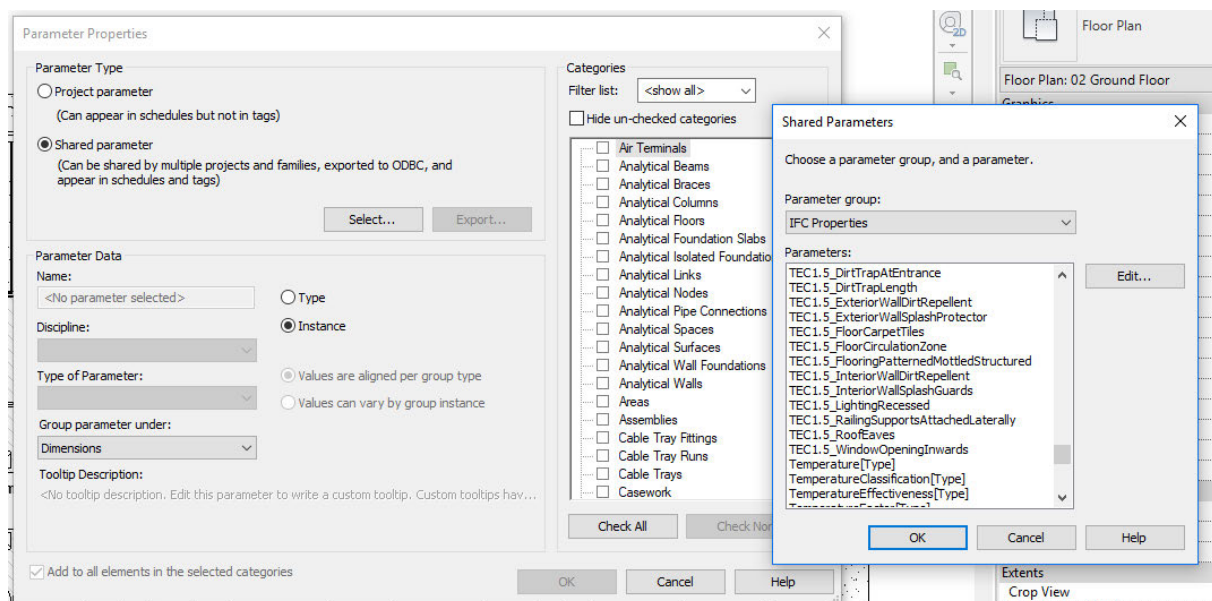 Parameter Properties
Parameter Type
Project parameter
(Can appear in schedules but not in tags)
Shared parameter
(Can be shared by multiple projects and families, exported to ODBC, and
appear in schedules and tags)
Select...
Export...
Parameter Data
Name:
<No parameter selected>
Type
Discipline:
Instance
Type of Parameter:
Values are aligned per group type
Values can vary by group instance
Group parameter under:
Dimensions
Tooltip Description:
<No tooltip description. Edit this parameter to write a custom tooltip. Custom tooltips hav...
Add to all elements in the selected categories
OK
Cancel
Help
Categories
Filter list:
<show all>
Hide un-checked categories
Air Terminals
Analytical Beams
Analytical Braces
Analytical Columns
Analytical Floors
Analytical Foundation Slabs
Analytical Isolated Foundatio
Analytical Links
Analytical Nodes
Analytical Pipe Connections
Analytical Spaces
Analytical Surfaces
Analytical Wall Foundations
Analytical Walls
Areas
Assemblies
Cable Tray Fittings
Cable Tray Runs
Cable Trays
Casework
Check All
Check Nor
Shared Parameters
Choose a parameter group, and a parameter.
Parameter group:
IFC Properties
Parameters:
TEC1.5_DirtTrapAtEntrance
TEC1.5_DirtTrapLength
TEC1.5_ExteriorWallDirtRepellent
TEC1.5_ExteriorWallSplashProtector
TEC1.5_FloorCarpetTiles
TEC1.5_FloorCirculationZone
TEC1.5_FlooringPatternedMottledStructured
TEC1.5_InteriorWallDirtRepellent
TEC1.5_InteriorWallSplashGuards
TEC1.5_LightingRecessed
TEC1.5_RailingSupportsAttachedLaterally
TEC1.5_RoofEaves
TEC1.5_WindowOpeningInwards
Temperature[Type]
TemperatureClassification[Type]
TemperatureEffectiveness[Type]
TemperatureFactor[Type]
Edit...
OK
Cancel
Help
2D
Floor Plan
Floor Plan: 02 Ground Floor
Graphics
Extents
Crop View